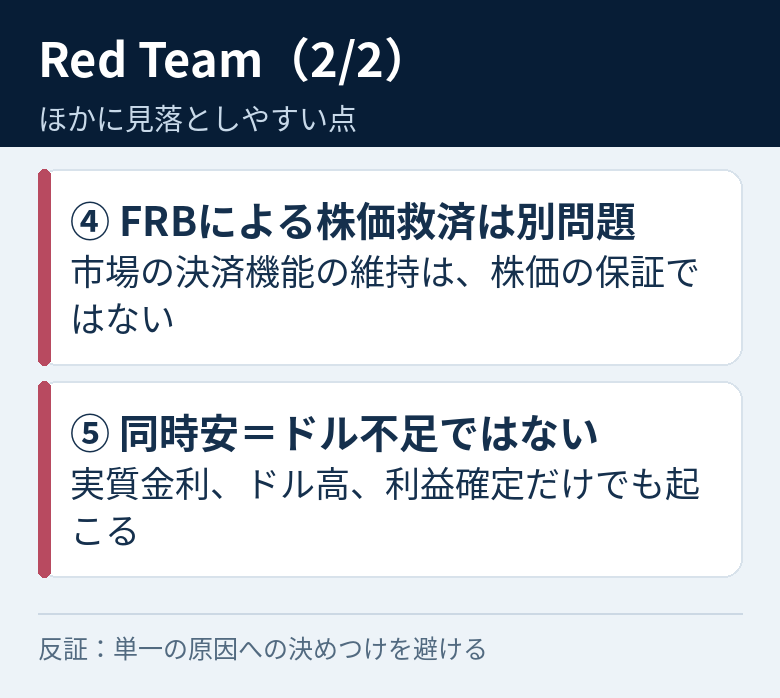 Red Team（2/2）
ほかに見落としやすい点
④ FRBによる株価救済は別問題
市場の決済機能の維持は、株価の保証で
はない
⑤ 同時安＝ドル不足ではない
実質金利、ドル高、利益確定だけでも起
こる
反証：単一の原因への決めつけを避ける